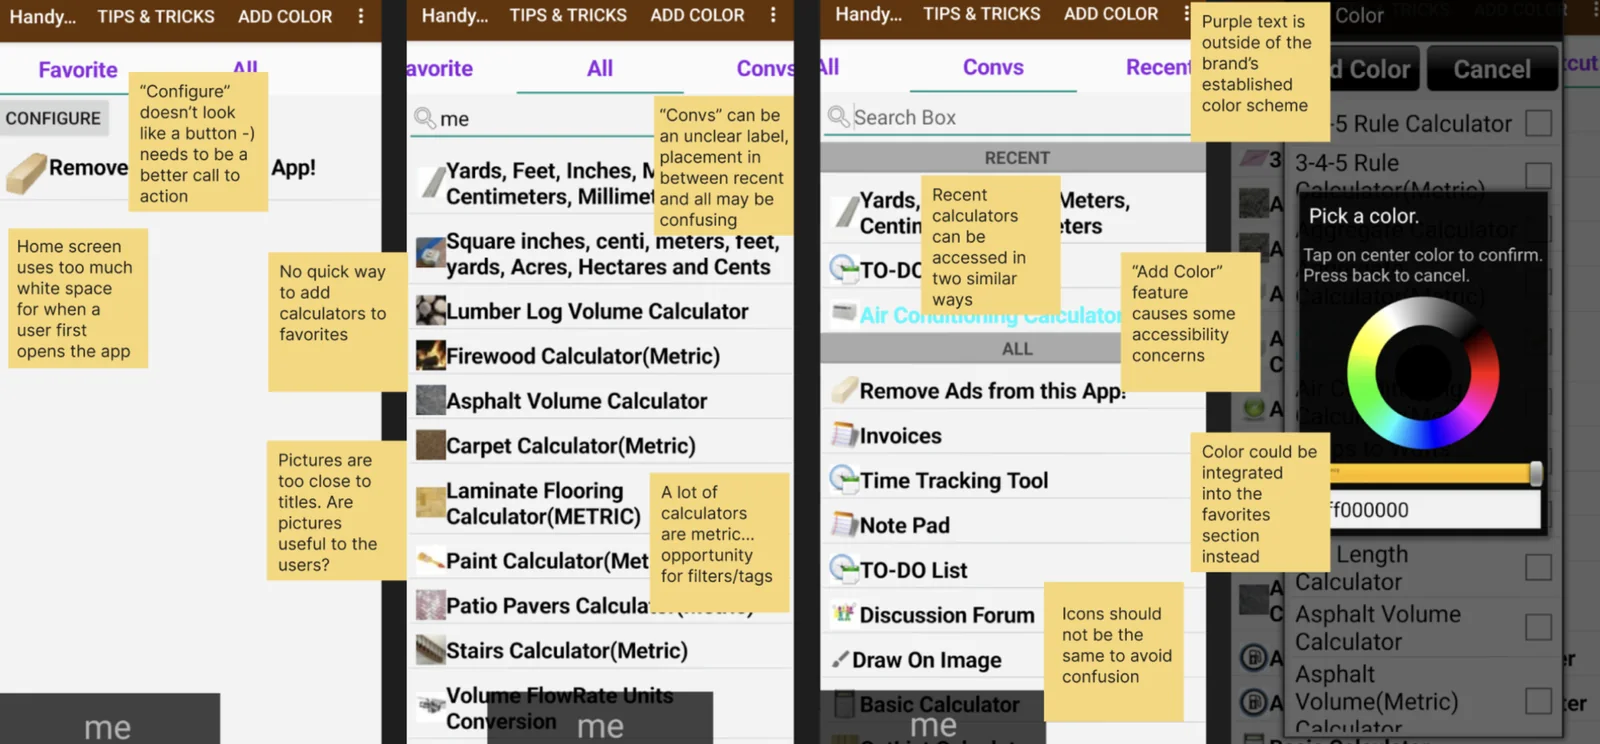 Handy...
TIPS & TRICKS
ADD COLOR
Favorite
All
CONFIGURE
Remove
App!
“Configure”
doesn’t look
like a button -)
needs to be a
better call to
action
Home screen
uses too much
white space
for when a
user first
opens the app
No quick way
to add
calculators to
favorites
Pictures are
too close to
titles. Are
pictures
useful to the
users?
me
Handy...
TIPS & TRICKS
ADD COLOR
avorite
All
Convs
me
“Convs” can be
an unclear label,
placement in
between recent
and all may be
confusing
Yards, Feet, Inches, M
Centimeters, Millimet
Square inches, centi, meters, feet,
yards, Acres, Hectares and Cents
Lumber Log Volume Calculator
Firewood Calculator(Metric)
Asphalt Volume Calculator
Carpet Calculator(Metric)
Laminate Flooring
Calculator(METRIC)
Paint Calculator(Met
Patio Pavers Calculator(Metric)
Stairs Calculator(Metric)
Volume FlowRate Units
Conversion
A lot of
calculators
are metric...
opportunity
for filters/tags
me
Handy...
TIPS & TRICKS
ADD COLOR
All
Convs
Recent
Search Box
RECENT
Yards,
Meters,
Centin
eters
TO-DO
Air Conditioning Calculator
ALL
Remove Ads from this App!
Invoices
Time Tracking Tool
Note Pad
TO-DO List
Discussion Forum
Draw On Image
Basic Calculator
me
Recent
calculators
can be
accessed in
two similar
ways
“Add Color”
feature
causes some
accessibility
concerns
Icons should
not be the
same to avoid
confusion
Purple text is
outside of the
brand’s
established
color scheme
Color could be
integrated
into the
favorites
section
instead
Color
d Color
Cancel
-5 Rule Calculator
3-4-5 Rule
Calculator(Metric)
Aggregate Calculator
Pick a color.
Tap on center color to confirm.
Press back to cancel.
ff000000
Length
Calculator
Asphalt Volume
Calculator
Asphalt
Volume(Metric)
Calculator